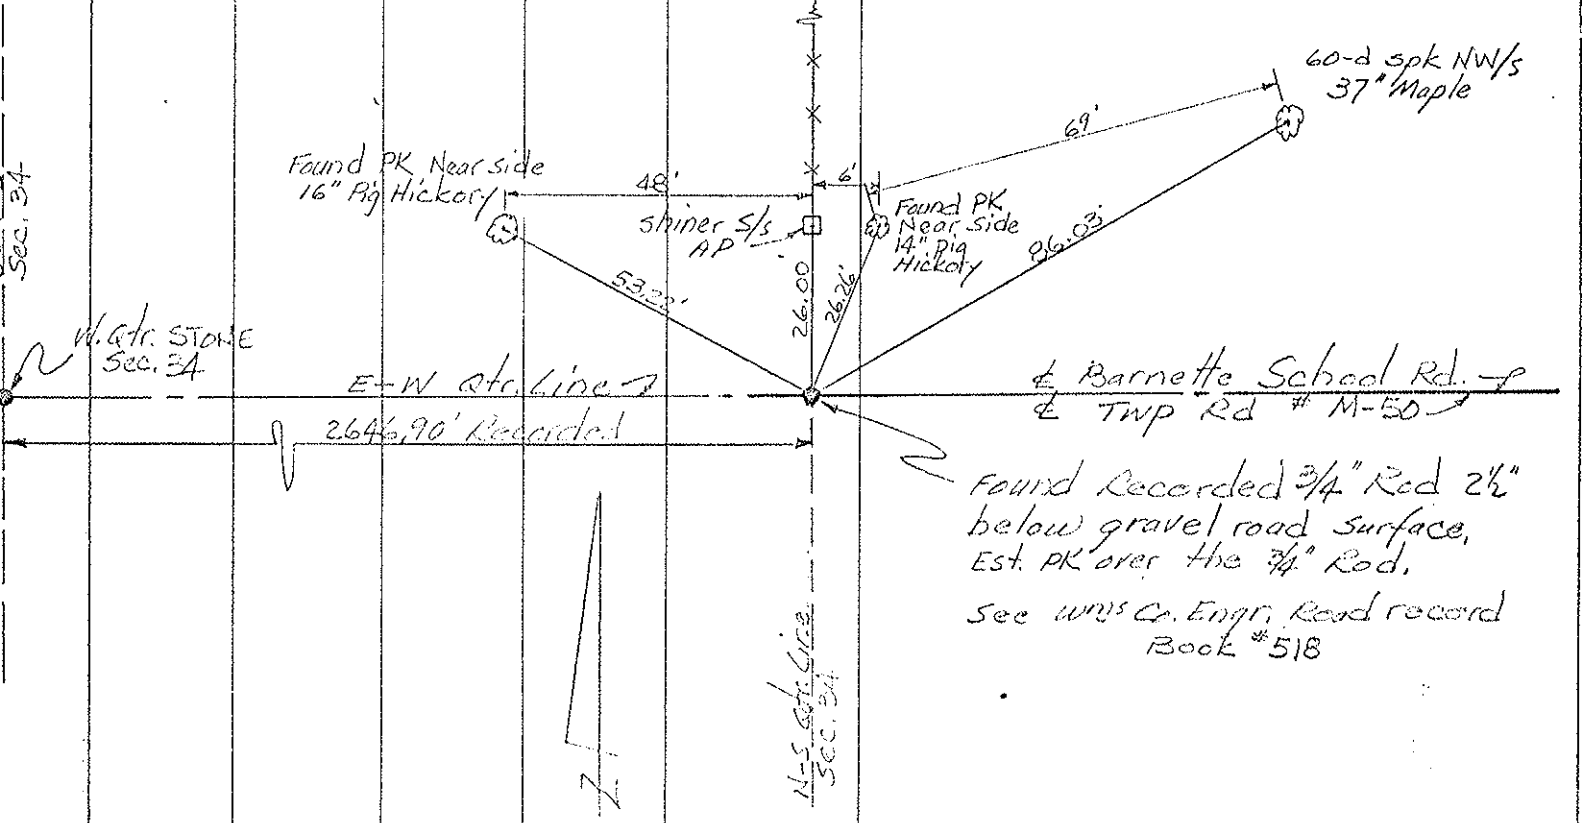 60-d spk NW/s
37" Maple
69'
Found PK Near side
16" Pig Hickory
48'
6'
shiner S/s
AP
Found PK
Near Side
14" Pig
Hickory
Sec. 34
53.22'
26.00
26.26'
96.03'
W. Qtr. STONE
Sec. 34
E-W Qtr. Line
℄ Barnette School Rd.
℄ Twp Rd # M-50
2646.90' Recorded
Found Recorded 3/4" Rod 2½"
below gravel road surface,
Est. PK over the 3/4" Rod.
See Wms Co. Engr. Road record
Book #518
N-S Qtr. Line
SEC. 34
N